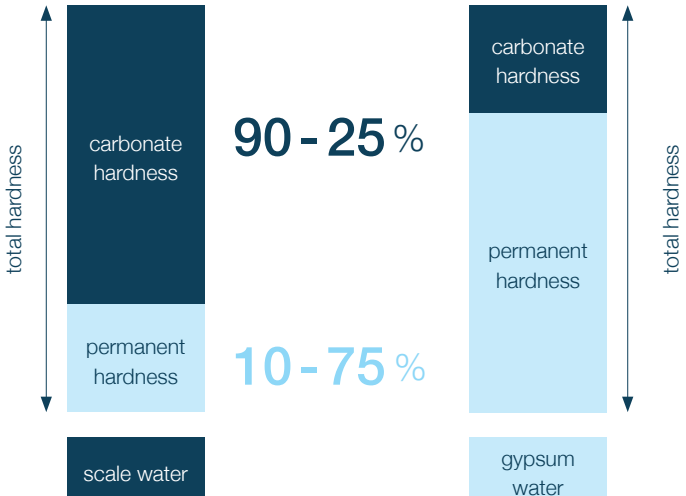 total hardness
carbonate
hardness
permanent
hardness
scale water
90 - 25 %
10 - 75 %
carbonate
hardness
permanent
hardness
gypsum
water
total hardness